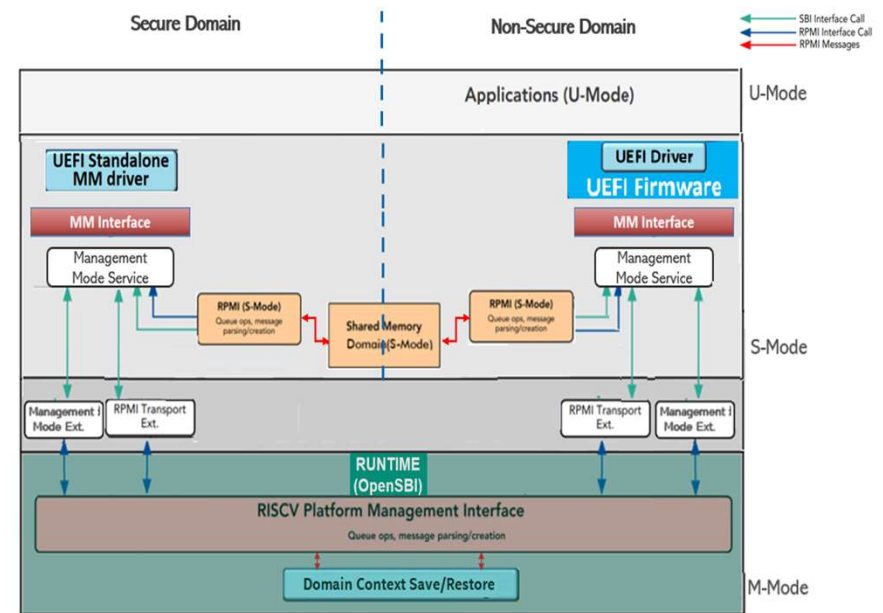 Secure Domain
Non-Secure Domain
SBI Interface Call
RPMI Interface Call
RPMI Messages
Applications (U-Mode)
U-Mode
UEFI Standalone
MM driver
UEFI Driver
UEFI Firmware
MM Interface
MM Interface
Management
Mode Service
Management
Mode Service
RPMI (S-Mode)
Queue ops, message
parsing/creation
Shared Memory
Domain(S-Mode)
RPMI (S-Mode)
Queue ops, message
parsing/creation
S-Mode
Management
Mode Ext.
RPMI Transport
Ext.
RPMI Transport
Ext.
Management
Mode Ext.
RUNTIME
(OpenSBI)
RISCV Platform Management Interface
Queue ops, message parsing/creation
Domain Context Save/Restore
M-Mode